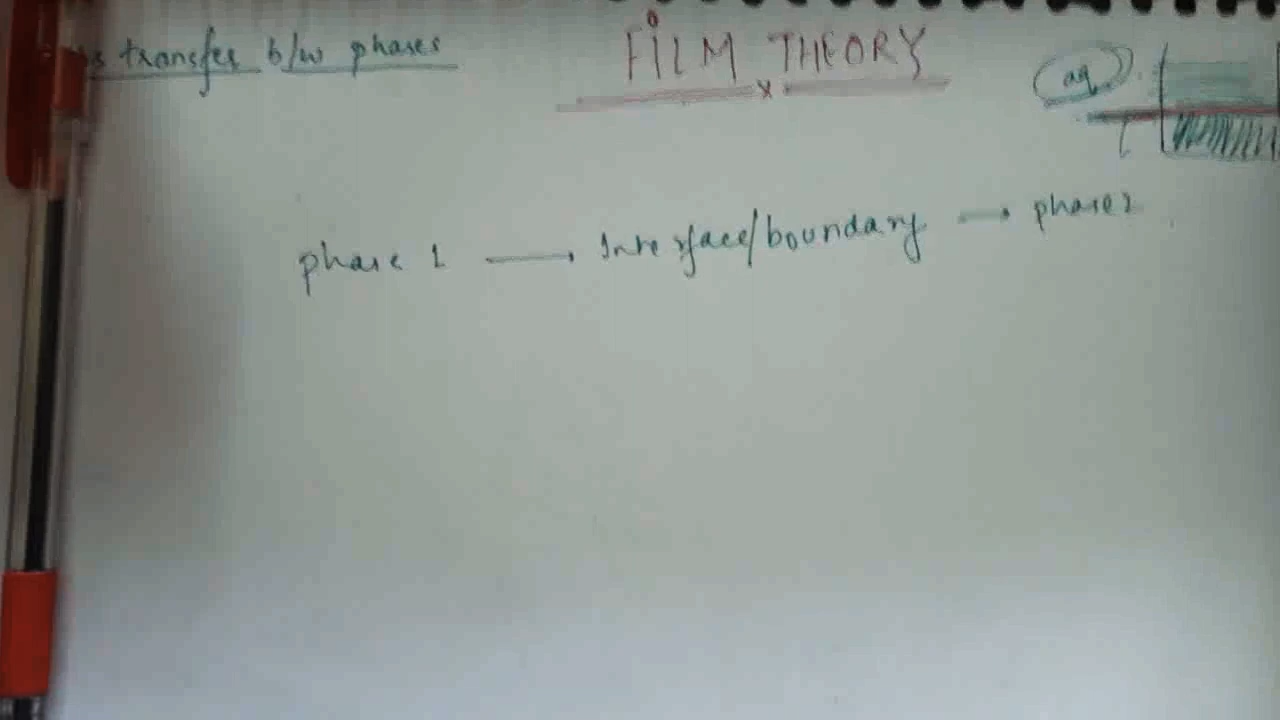 transfer b/w phases
FILM THEORY
(aq)
phase 1 → Interface/boundary → phase 2